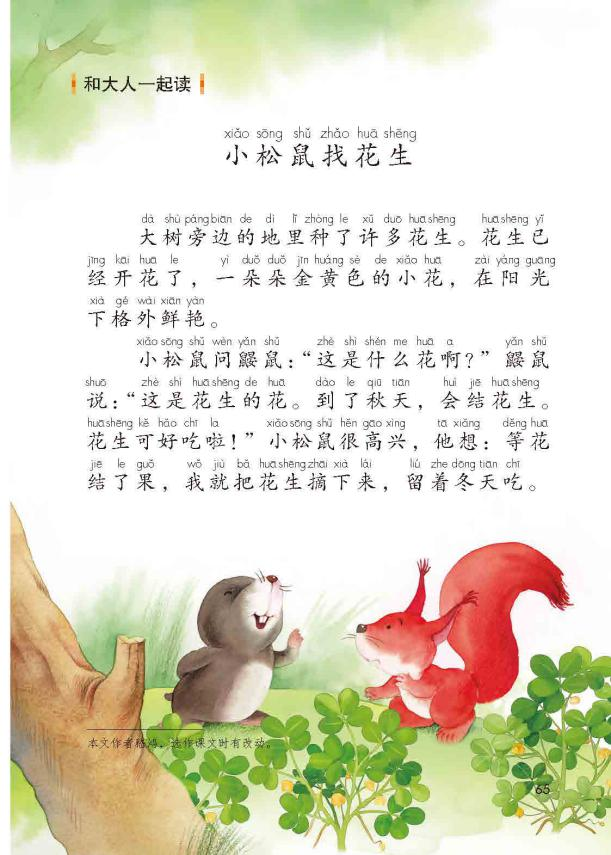 和大人一起读
xiǎo sōng shǔ zhǎo huā shēng
小松鼠找花生
dà shù páng biān de dì lǐ zhòng le xǔ duō huā shēng huā shēng yǐ
大树旁边的地里种了许多花生。花生已
jīng kāi huā le yì duǒ duǒ jīn huáng sè de xiǎo huā zài yáng guāng
经开花了，一朵朵金黄色的小花，在阳光
xià gé wài xiān yàn
下格外鲜艳。
xiǎo sōng shǔ wèn yǎn shǔ zhè shì shén me huā a yǎn shǔ
小松鼠问鼹鼠：“这是什么花啊？”鼹鼠
shuō zhè shì huā shēng de huā dào le qiū tiān huì jiē huā shēng
说：“这是花生的花。到了秋天，会结花生。
huā shēng kě hǎo chī la xiǎo sōng shǔ hěn gāo xìng tā xiǎng děng huā
花生可好吃啦！”小松鼠很高兴，他想：等花
jiē le guǒ wǒ jiù bǎ huā shēng zhāi xià lái liú zhe dōng tiān chī
结了果，我就把花生摘下来，留着冬天吃。
本文作者嵇鸿，选作课文时有改动。
65